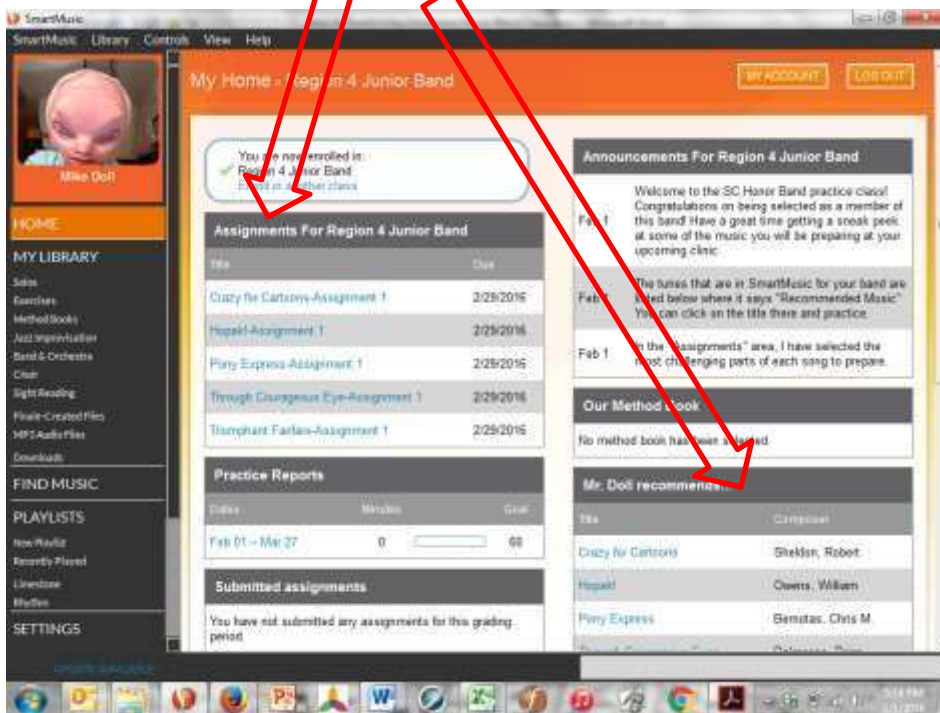 SmartMusic
SmartMusic Library Controls View Help
Mike Doll
HOME
MY LIBRARY
Solos
Exercises
Method Books
Jazz Improvisation
Band & Orchestra
Choir
Sight Reading
Finale-Created Files
MP3 Audio Files
Downloads
FIND MUSIC
PLAYLISTS
New Playlist
Recently Played
Limestone
Rhythm
SETTINGS
UPDATE AVAILABLE
My Home - Region 4 Junior Band
MY ACCOUNT
LOG OUT
You are now enrolled in:
Region 4 Junior Band
Enroll in another class
Assignments For Region 4 Junior Band
Title Due
Crazy for Cartoons-Assignment 1 2/29/2016
Hopak!-Assignment 1 2/29/2016
Pony Express-Assignment 1 2/29/2016
Through Courageous Eye-Assignment 1 2/29/2016
Triumphant Fanfare-Assignment 1 2/29/2016
Practice Reports
Dates Minutes Goal
Feb 01 – Mar 27 0 60
Submitted assignments
You have not submitted any assignments for this grading
period
Announcements For Region 4 Junior Band
Welcome to the SC Honor Band practice class!
Congratulations on being selected as a member of
Feb 1 this band! Have a great time getting a sneak peek
at some of the music you will be preparing at your
upcoming clinic.
The tunes that are in SmartMusic for your band are
Feb 1 listed below where it says "Recommended Music"
You can click on the title there and practice.
Feb 1 In the "Assignments" area, I have selected the
most challenging parts of each song to prepare.
Our Method Book
No method book has been selected.
Mr. Doll recommends...
Title Composer
Crazy for Cartoons Sheldon, Robert
Hopak! Owens, William
Pony Express Bernotas, Chris M